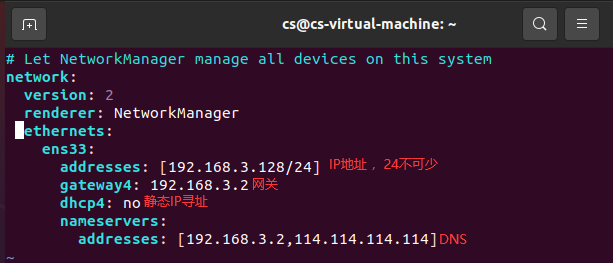 cs@cs-virtual-machine: ~
# Let NetworkManager manage all devices on this system
network:
  version: 2
  renderer: NetworkManager
  ethernets:
    ens33:
      addresses: [192.168.3.128/24] IP地址，24不可少
      gateway4: 192.168.3.2 网关
      dhcp4: no 静态IP寻址
      nameservers:
        addresses: [192.168.3.2,114.114.114.114]DNS
~